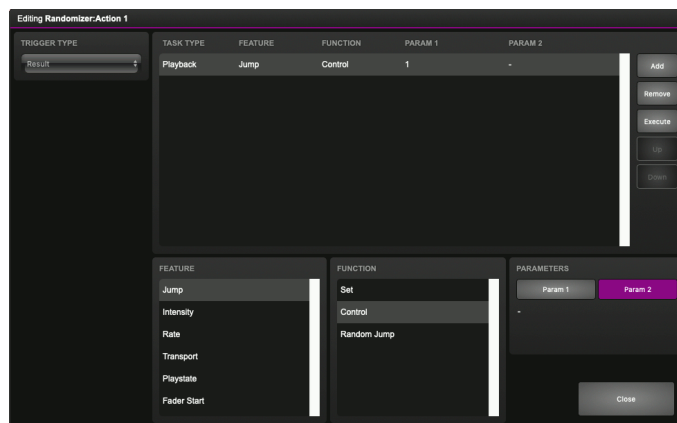 Editing Randomizer:Action 1
TRIGGER TYPE
Result
TASK TYPE FEATURE FUNCTION PARAM 1 PARAM 2
Playback Jump Control 1 -
Add
Remove
Execute
Up
Down
FEATURE
Jump
Intensity
Rate
Transport
Playstate
Fader Start
FUNCTION
Set
Control
Random Jump
PARAMETERS
Param 1 Param 2
-
Close